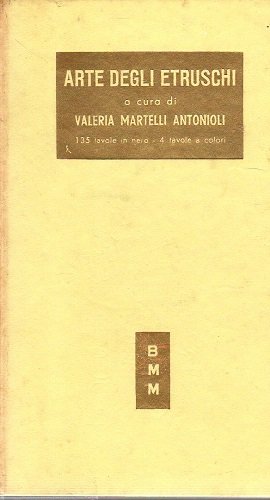 ARTE DEGLI ETRUSCHI
a cura di
VALERIA MARTELLI ANTONIOLI
135 tavole in nero - 4 tavole a colori
B
M
M